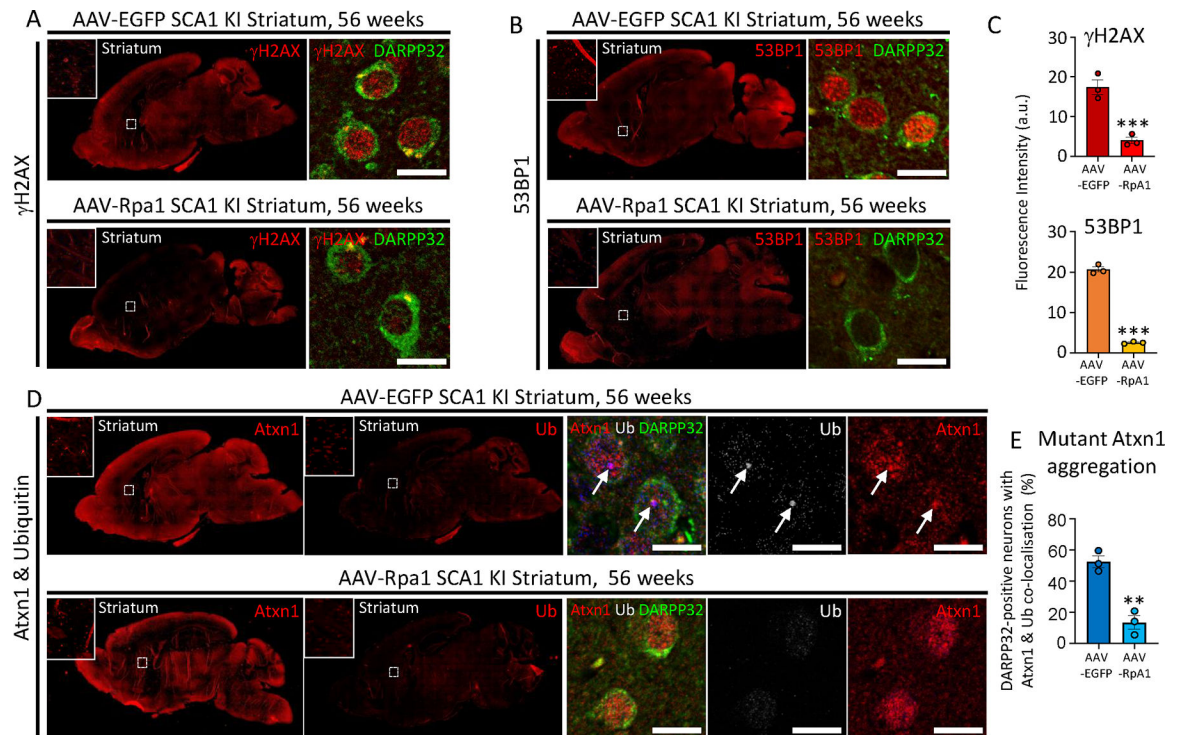 A
AAV-EGFP SCA1 KI Striatum, 56 weeks
γH2AX
Striatum
γH2AX
γH2AX DARPP32
AAV-Rpa1 SCA1 KI Striatum, 56 weeks
Striatum
γH2AX
γH2AX DARPP32
B
AAV-EGFP SCA1 KI Striatum, 56 weeks
53BP1
Striatum
53BP1
53BP1 DARPP32
AAV-Rpa1 SCA1 KI Striatum, 56 weeks
Striatum
53BP1
53BP1 DARPP32
C
γH2AX
Fluorescence Intensity (a.u.)
30
20
10
0
***
AAV
-EGFP
AAV
-RpA1
53BP1
30
20
10
0
***
AAV
-EGFP
AAV
-RpA1
D
AAV-EGFP SCA1 KI Striatum, 56 weeks
Atxn1 & Ubiquitin
Striatum
Atxn1
Striatum
Ub
Atxn1 Ub DARPP32
Ub
Atxn1
AAV-Rpa1 SCA1 KI Striatum, 56 weeks
Striatum
Atxn1
Striatum
Ub
Atxn1 Ub DARPP32
Ub
Atxn1
E
Mutant Atxn1
aggregation
DARPP32-positive neurons with
Atxn1 & Ub co-localisation (%)
80
60
40
20
0
**
AAV
-EGFP
AAV
-RpA1